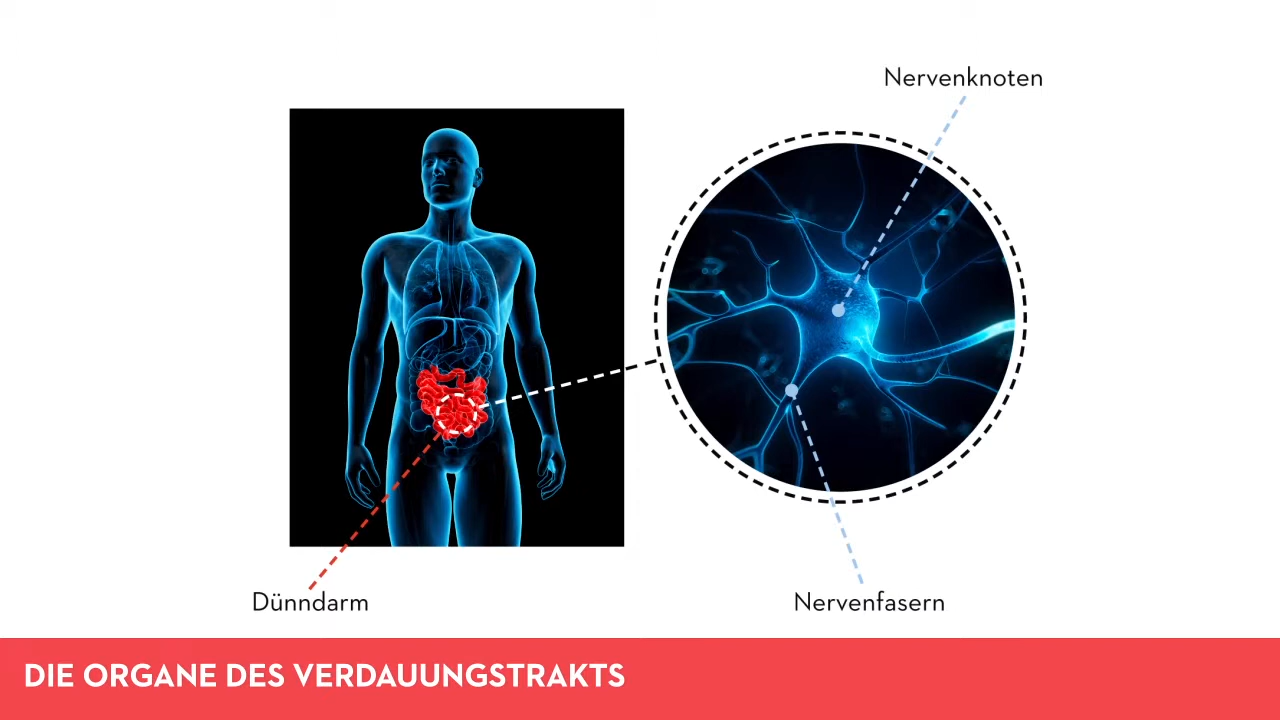 Nervenknoten
Dünndarm
Nervenfasern
DIE ORGANE DES VERDAUUNGSTRAKTS